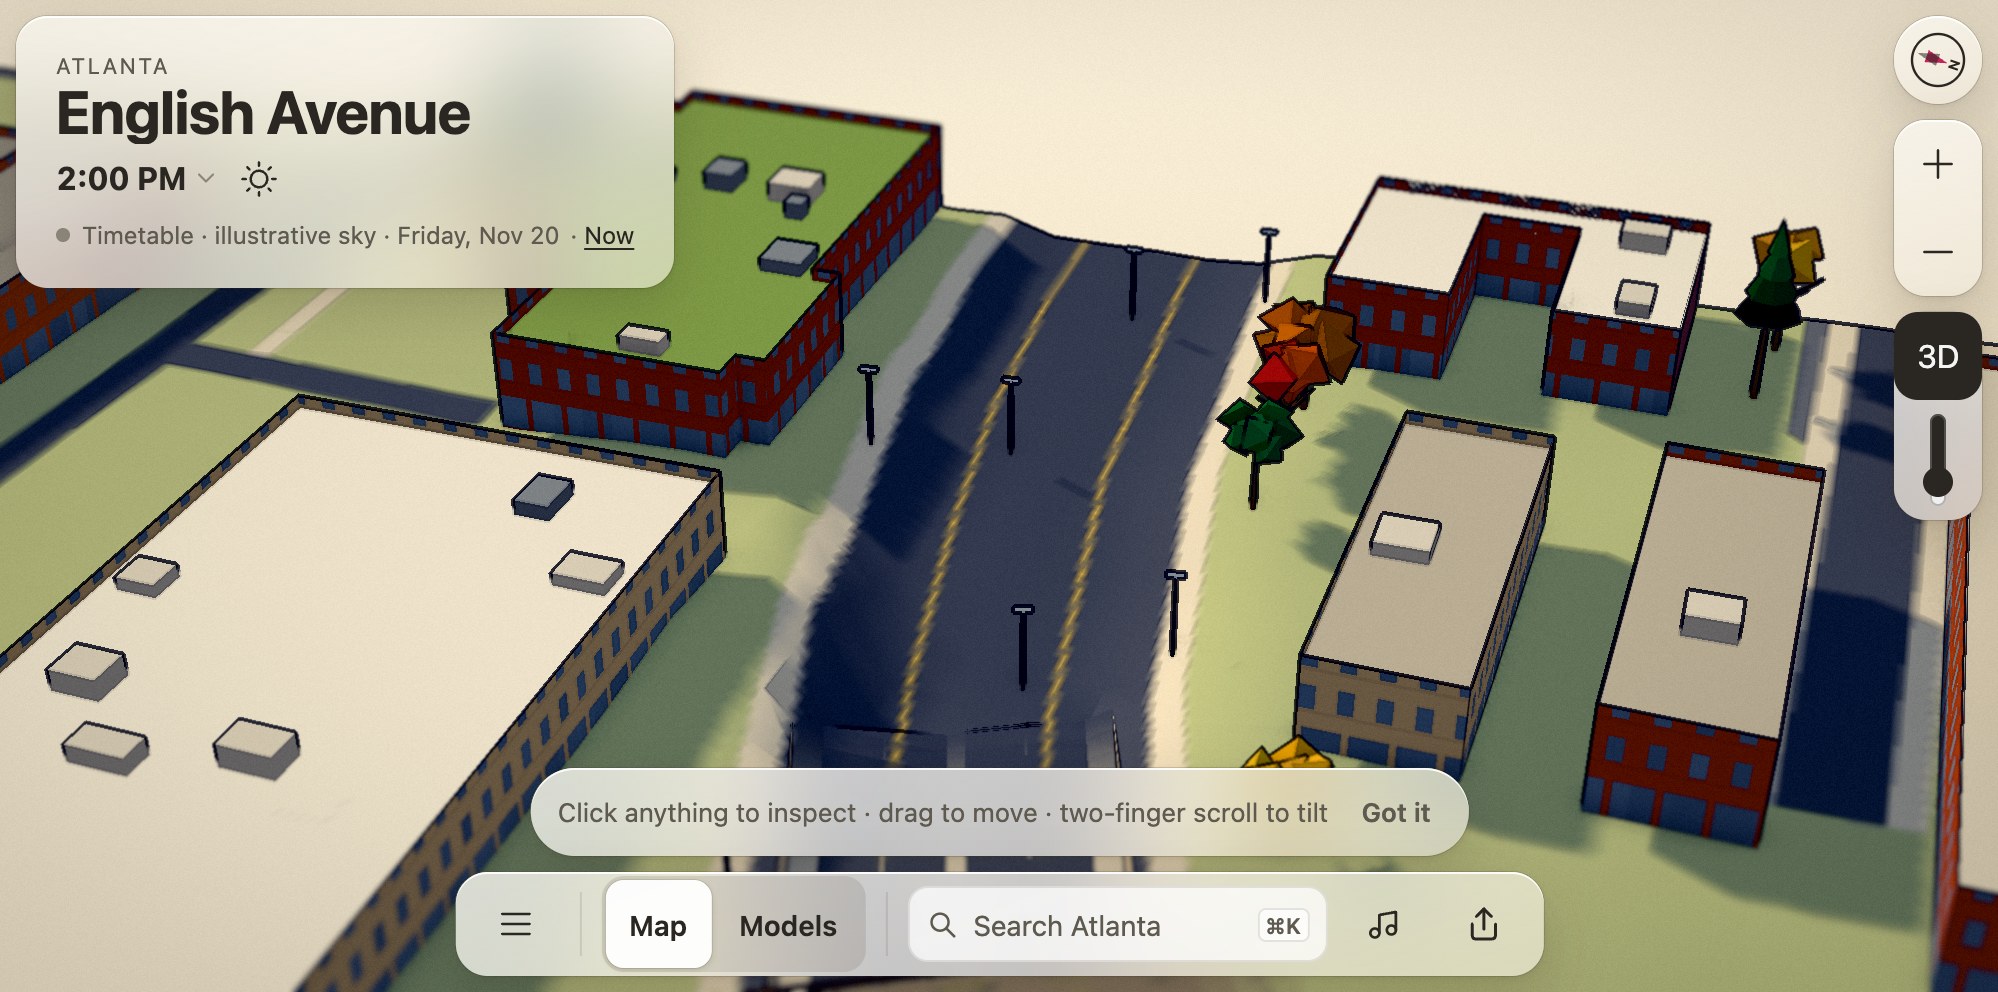 ATLANTA
English Avenue
2:00 PM
Timetable · illustrative sky · Friday, Nov 20 · Now
N
3D
Click anything to inspect · drag to move · two-finger scroll to tilt Got it
Map Models Search Atlanta ⌘K